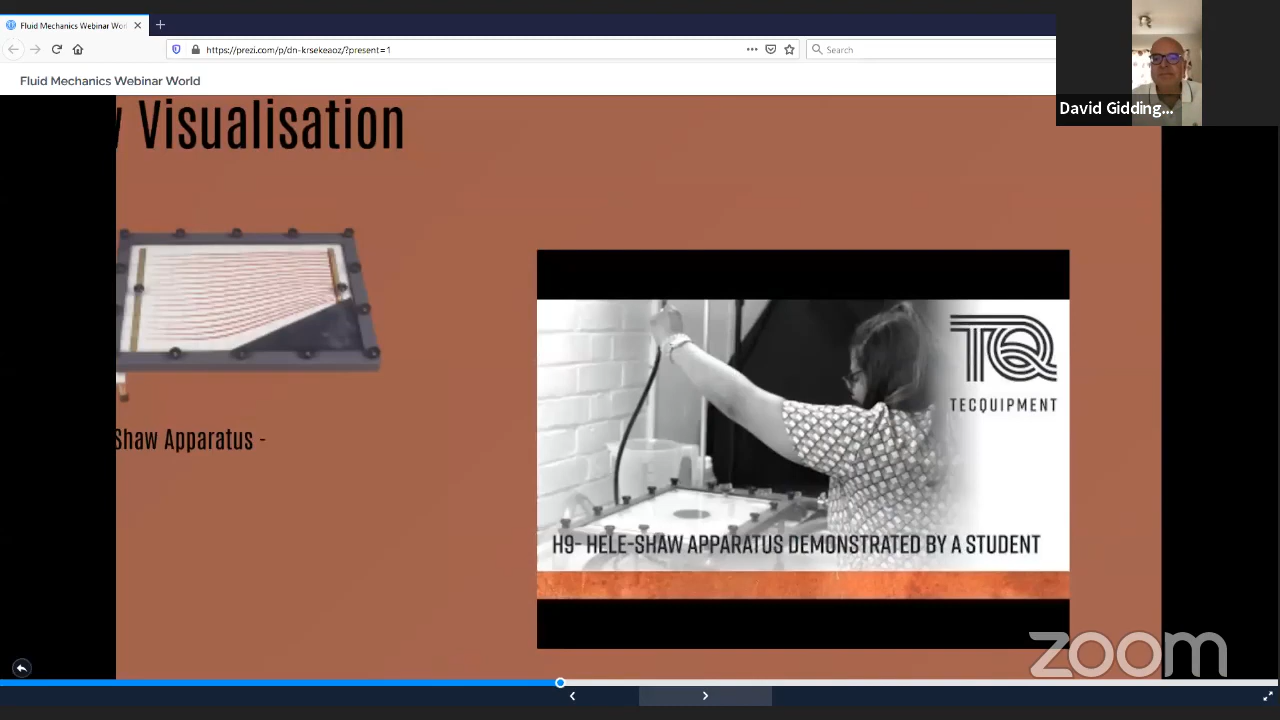 Fluid Mechanics Webinar Wor
https://prezi.com/p/dn-krsekeaoz/?present=1
Search
Fluid Mechanics Webinar World
David Gidding...
Visualisation
Shaw Apparatus -
TQ
TECQUIPMENT
H9- HELE-SHAW APPARATUS DEMONSTRATED BY A STUDENT
zoom